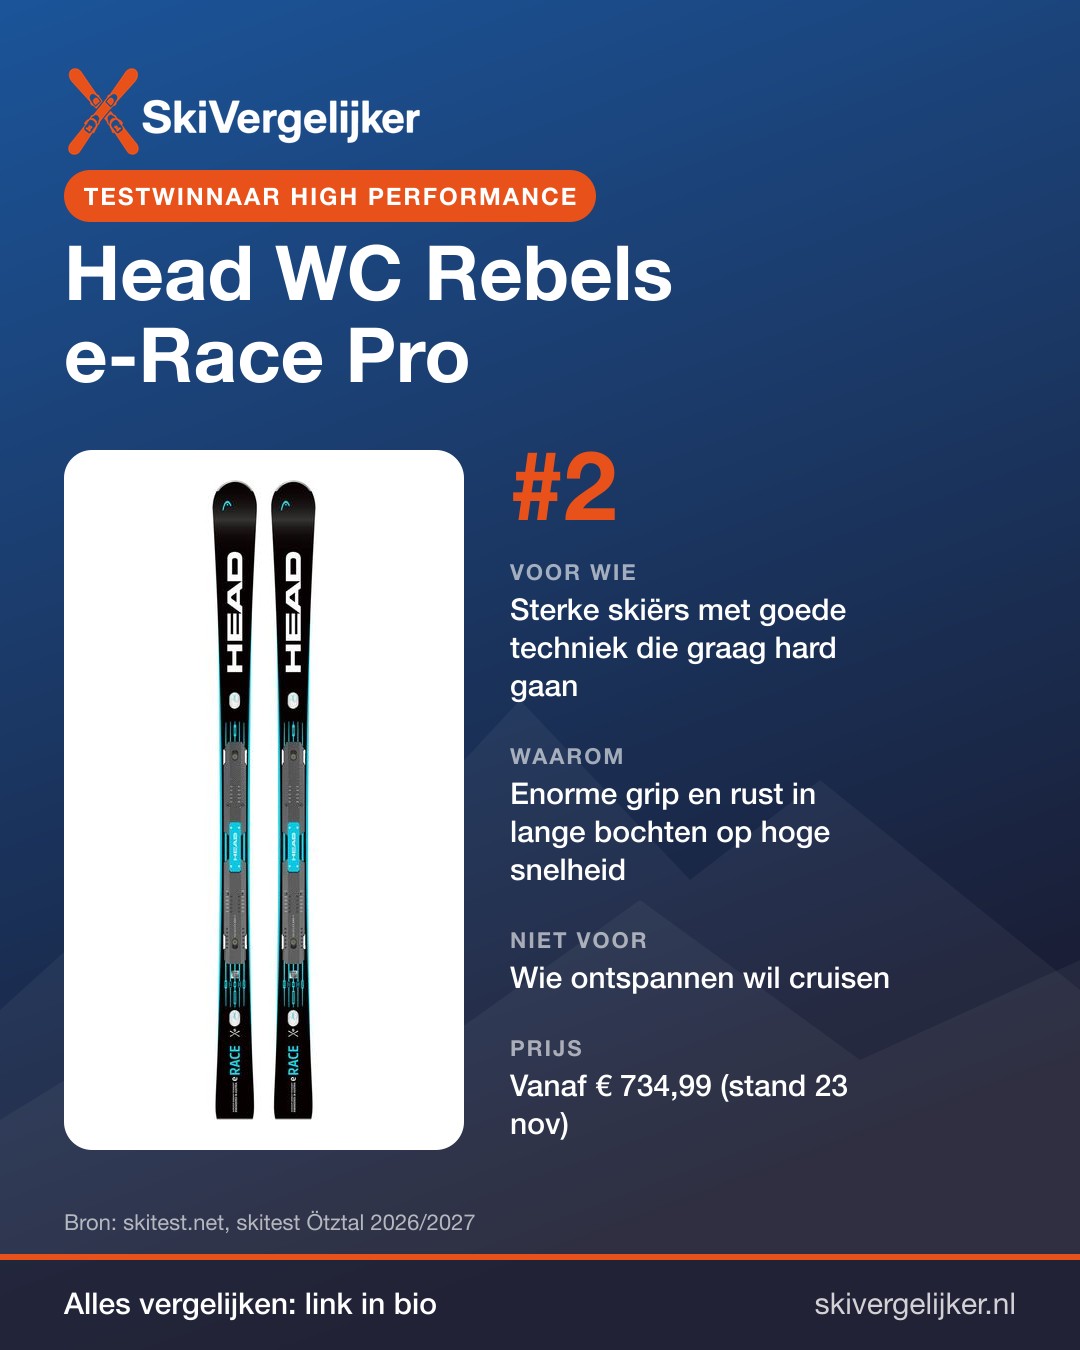 SkiVergelijker
TESTWINNAAR HIGH PERFORMANCE
Head WC Rebels
e-Race Pro
HEAD
HEAD
HEAD
HEAD
eRACE
eRACE
#2
VOOR WIE
Sterke skiërs met goede
techniek die graag hard
gaan
WAAROM
Enorme grip en rust in
lange bochten op hoge
snelheid
NIET VOOR
Wie ontspannen wil cruisen
PRIJS
Vanaf € 734,99 (stand 23
nov)
Bron: skitest.net, skitest Ötztal 2026/2027
Alles vergelijken: link in bio
skivergelijker.nl